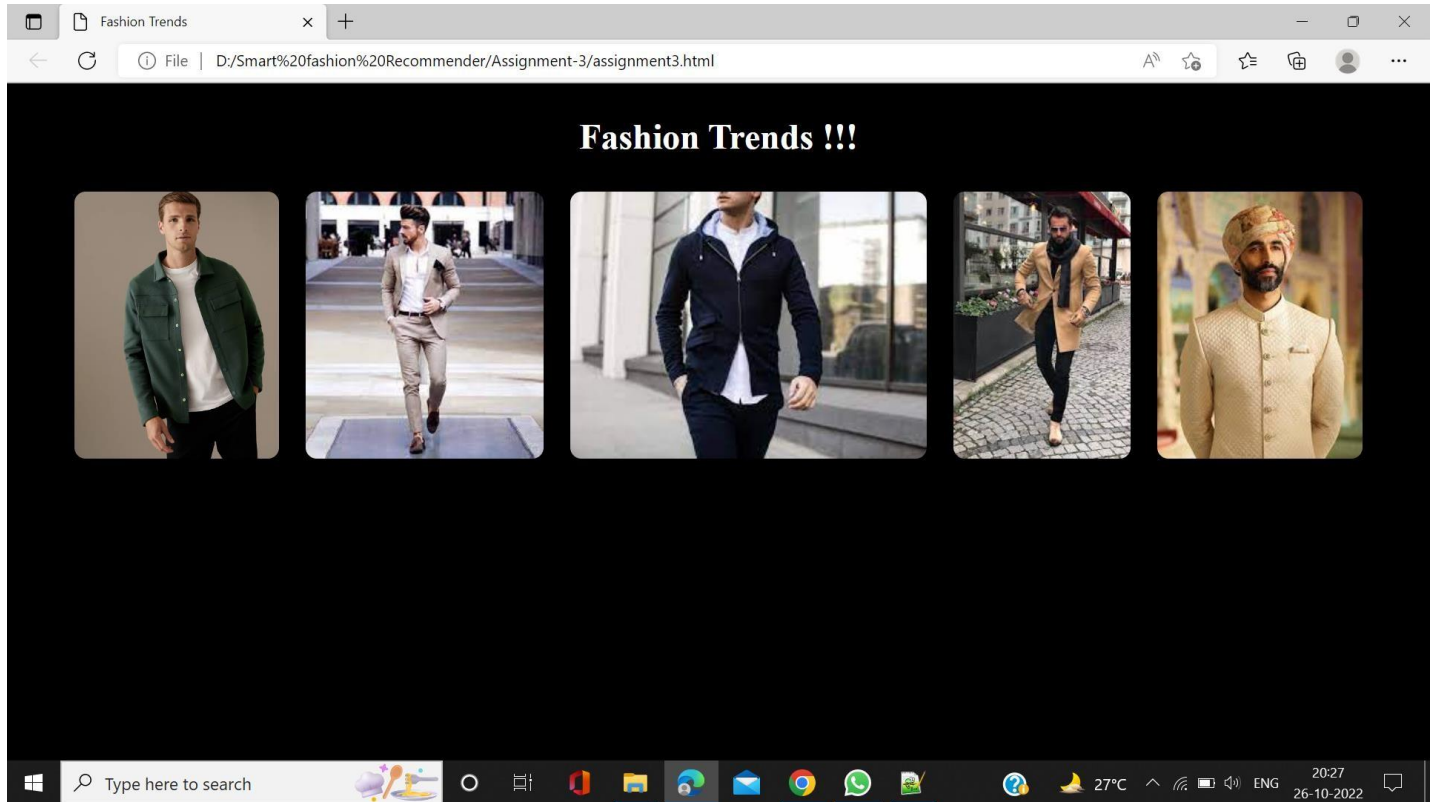 Fashion Trends
File | D:/Smart%20fashion%20Recommender/Assignment-3/assignment3.html
Fashion Trends !!!
Type here to search
27°C
ENG
20:27
26-10-2022